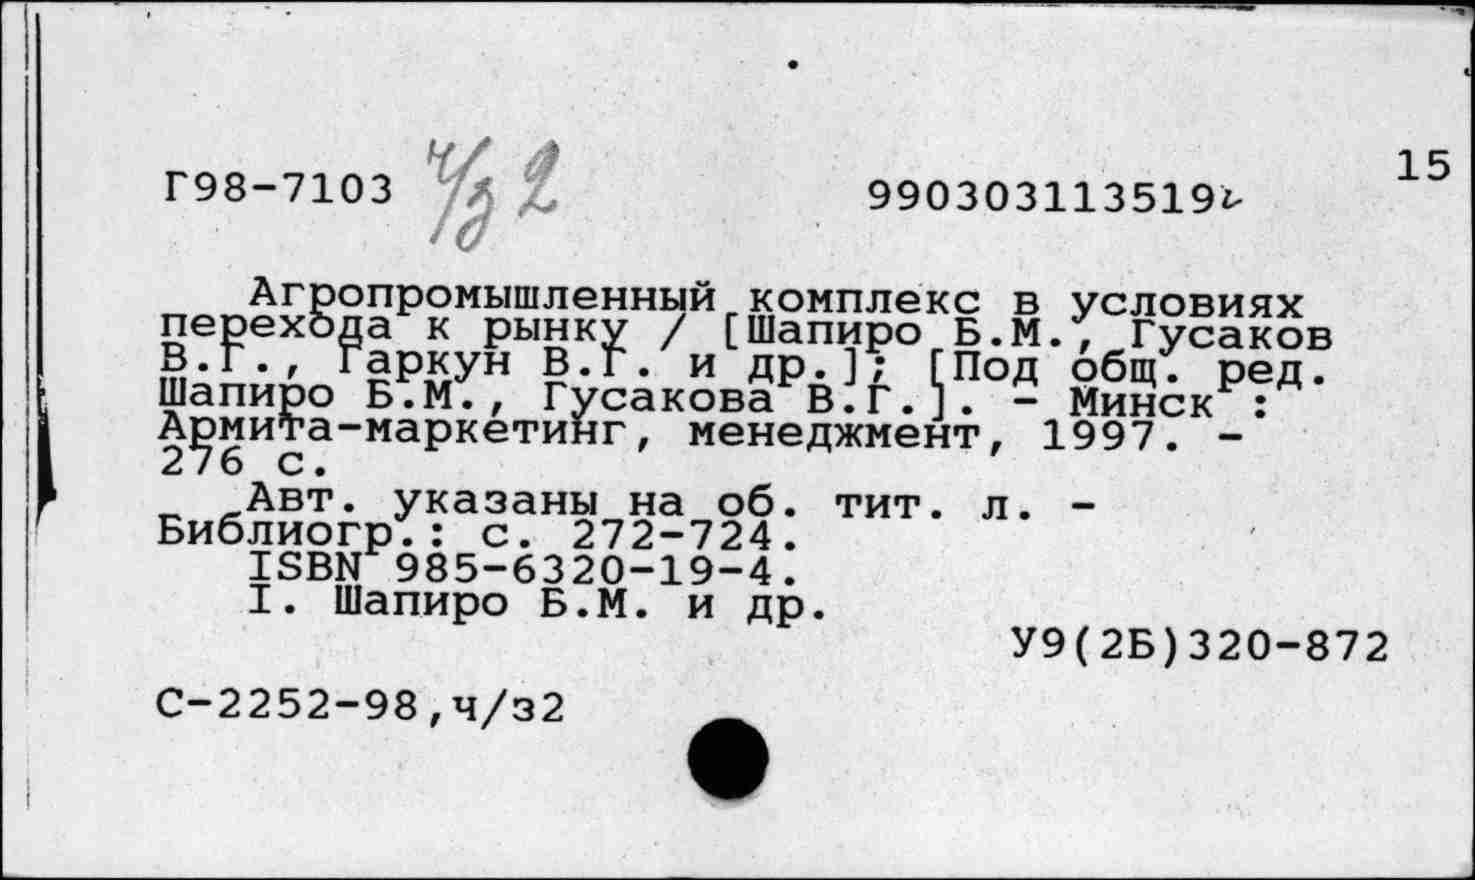 15
Г98-7103 ч/з 2 990303113519
Агропромышленный комплекс в условиях
перехода к рынку / [Шапиро Б.М., Гусаков
В.Г., Гаркун В.Г. и др.]; [Под общ. ред.
Шапиро Б.М., Гусакова В.Г.]. - Минск :
Армита-маркетинг, менеджмент, 1997. -
276 с.
Авт. указаны на об. тит. л. -
Библиогр.: с. 272-724.
ISBN 985-6320-19-4.
I. Шапиро Б.М. и др.
У9(2Б)320-872
С-2252-98,ч/з2